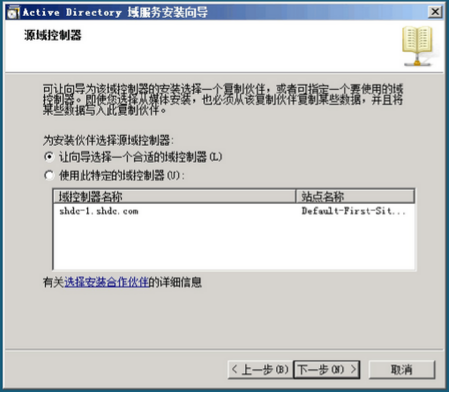 Active Directory 域服务安装向导
源域控制器
可让向导为该域控制器的安装选择一个复制伙伴，或者可指定一个要使用的域
控制器。即使您选择从媒体安装，也必须从该复制伙伴复制某些数据，并且将
某些数据写入此复制伙伴。
为安装伙伴选择源域控制器:
让向导选择一个合适的域控制器(L)
使用此特定的域控制器(U):
域控制器名称 站点名称
shdc-1.shdc.com Default-First-Sit...
有关选择安装合作伙伴的详细信息
< 上一步(B) 下一步(N) > 取消